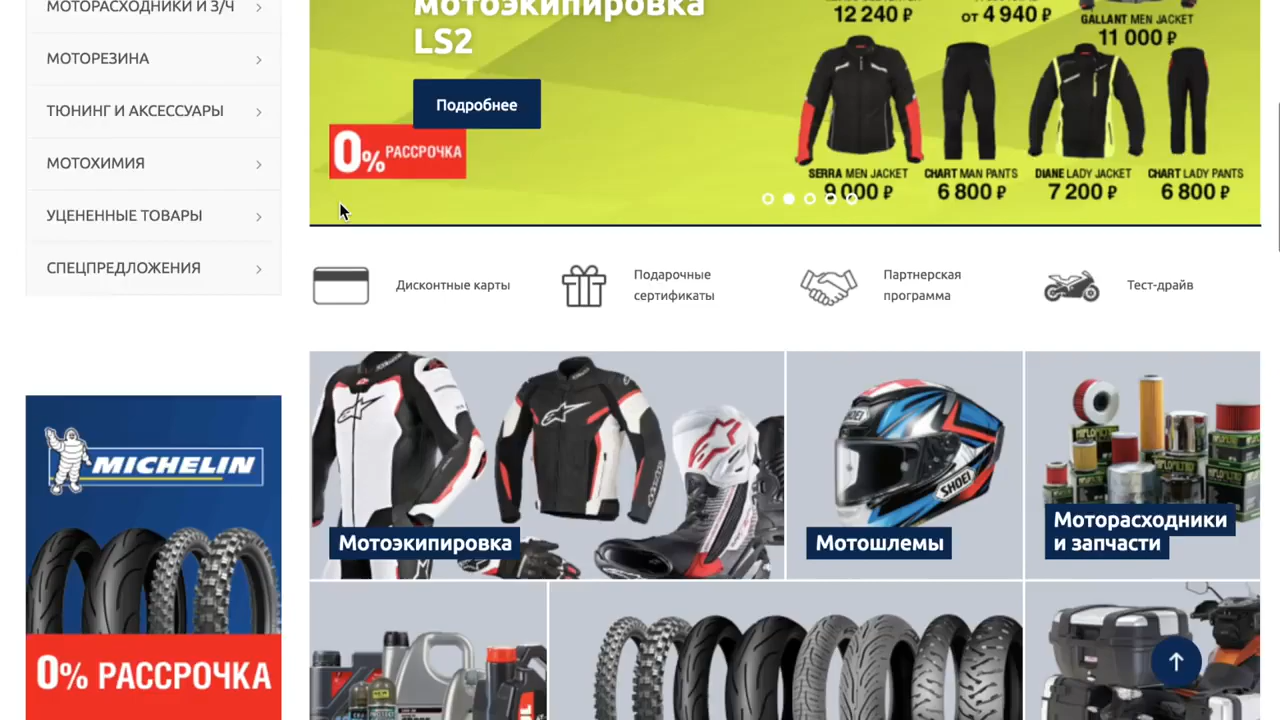 МОТОРАСХОДНИКИ И З/Ч
МОТОРЕЗИНА
ТЮНИНГ И АКСЕССУАРЫ
МОТОХИМИЯ
УЦЕНЕННЫЕ ТОВАРЫ
СПЕЦПРЕДЛОЖЕНИЯ
мотоэкипировка
LS2
Подробнее
0% РАССРОЧКА
12 240 ₽
от 4 940 ₽
GALLANT MEN JACKET
11 000 ₽
SERRA MEN JACKET
9 000 ₽
CHART MAN PANTS
6 800 ₽
DIANE LADY JACKET
7 200 ₽
CHART LADY PANTS
6 800 ₽
Дисконтные карты
Подарочные
сертификаты
Партнерская
программа
Тест-драйв
MICHELIN
0% РАССРОЧКА
Мотоэкипировка
SHOEI
SHOEI
Мотошлемы
HIFLOFILTRO
Моторасходники
и запчасти